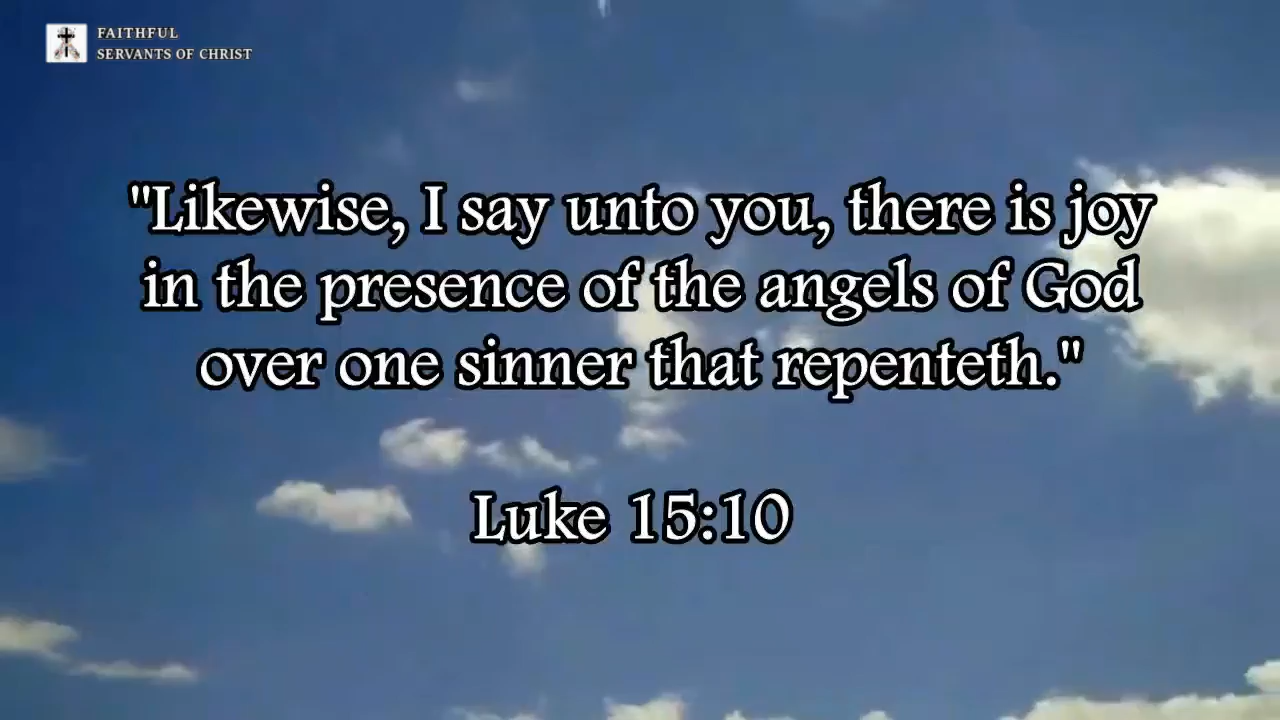 FAITHFUL
SERVANTS OF CHRIST
"Likewise, I say unto you, there is joy
in the presence of the angels of God
over one sinner that repenteth."
Luke 15:10